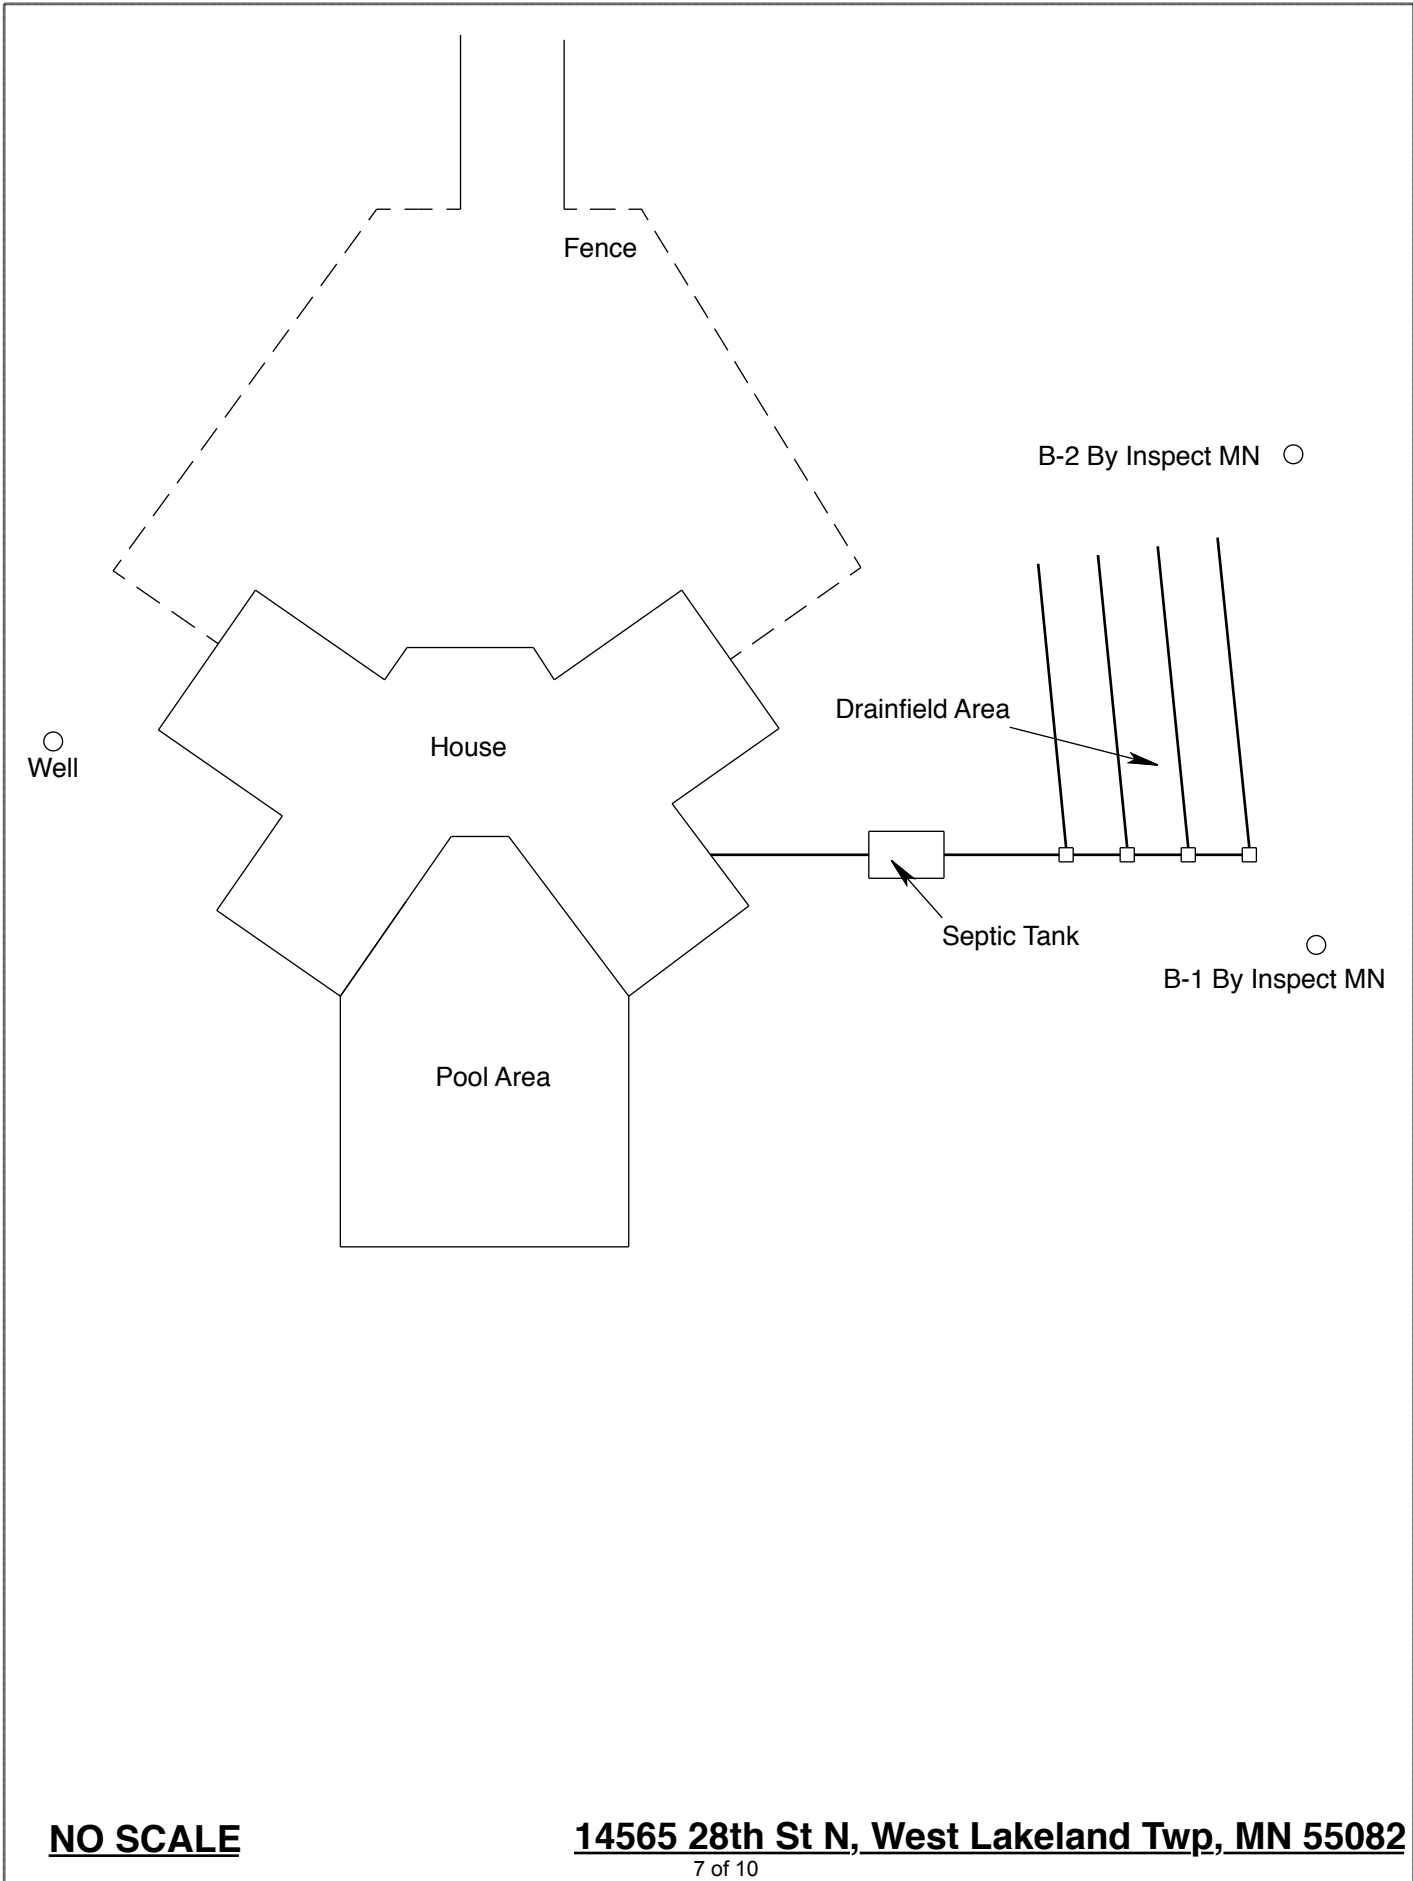 Fence
B-2 By Inspect MN
Drainfield Area
House
Well
Septic Tank
B-1 By Inspect MN
Pool Area
NO SCALE
14565 28th St N, West Lakeland Twp, MN 55082
7 of 10